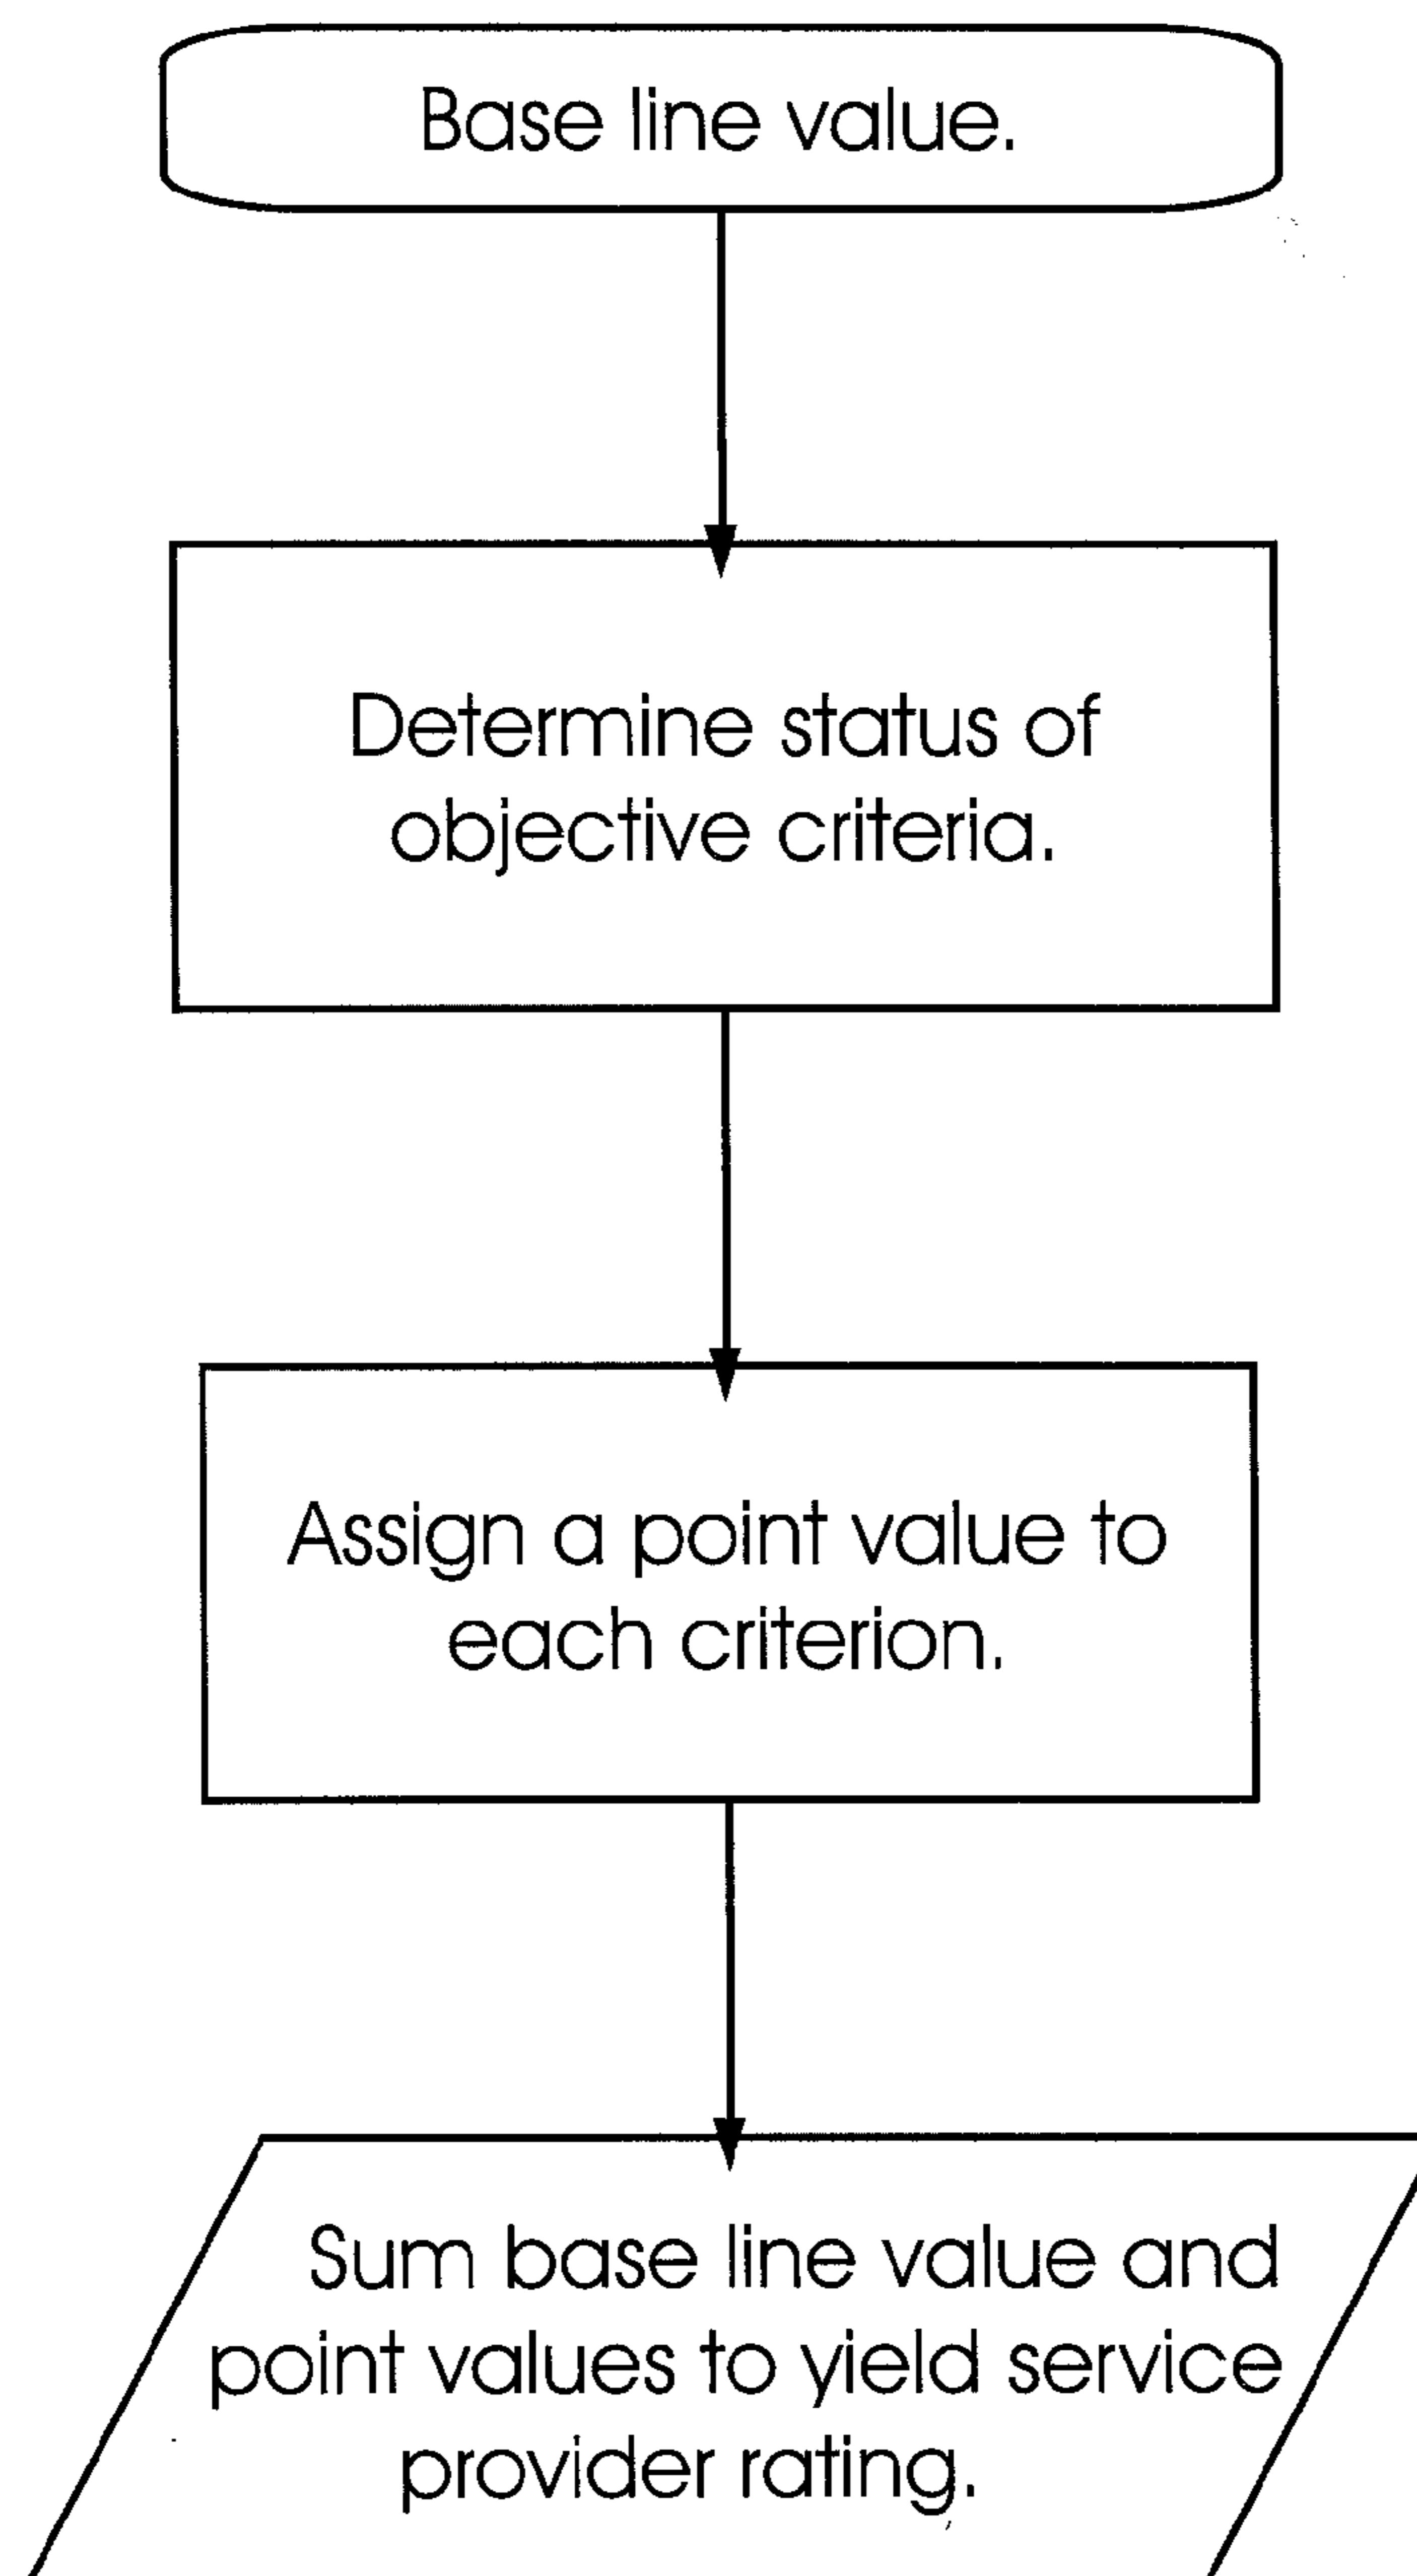 Base line value.
Determine status of
objective criteria.
Assign a point value to
each criterion.
Sum base line value and
point values to yield service
provider rating.